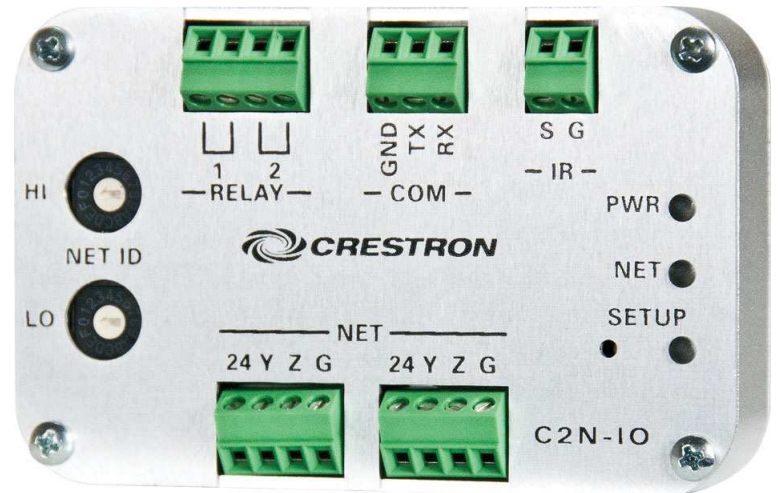 GND TX RX
S G
1 2
RELAY
COM
IR
HI
PWR
NET ID
CRESTRON
NET
LO
SETUP
NET
24 Y Z G
24 Y Z G
C2N-IO